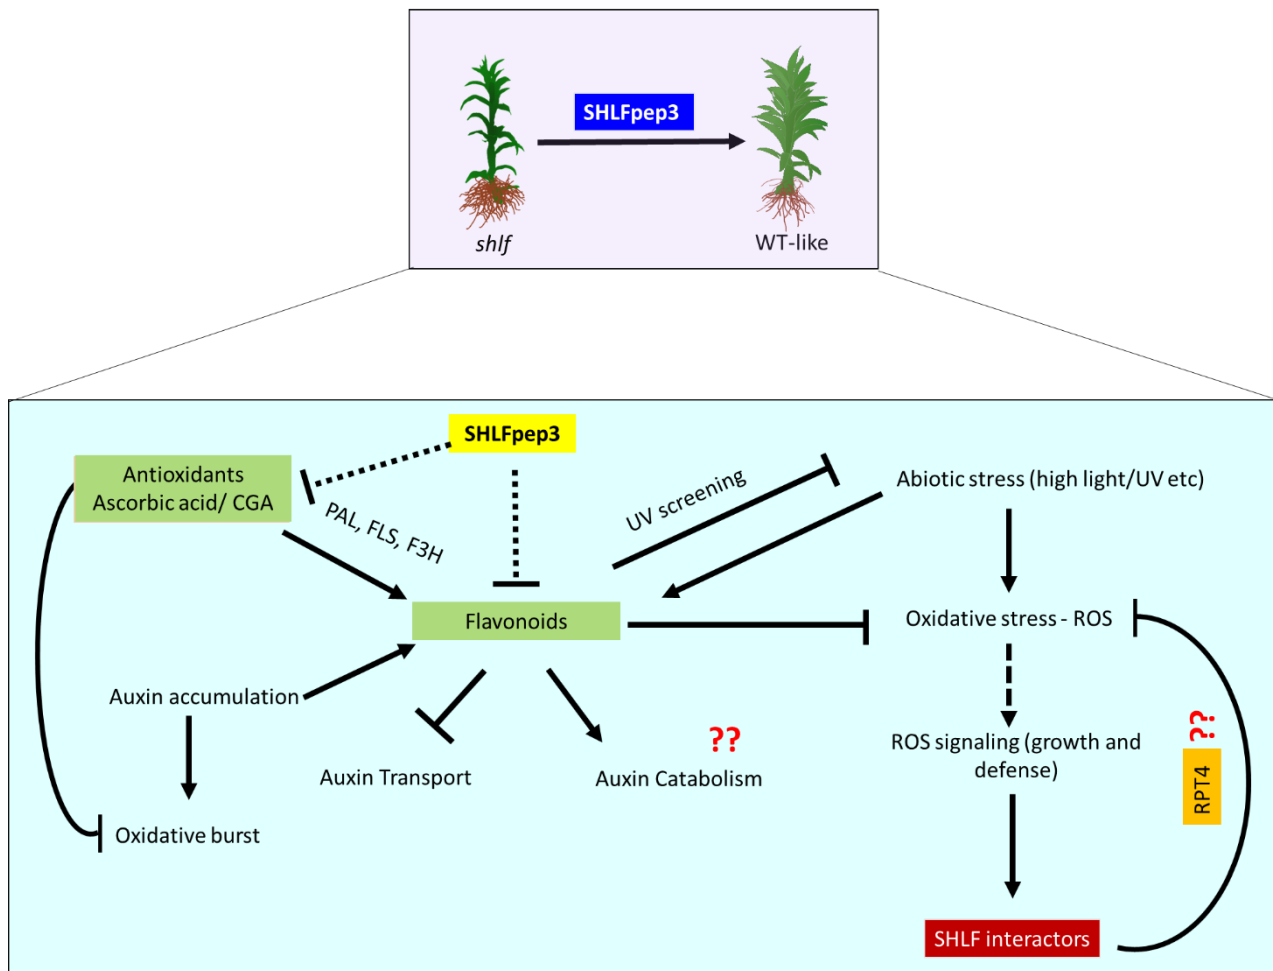 SHLFpep3
shlf
WT-like
SHLFpep3
Antioxidants
Ascorbic acid/ CGA
PAL, FLS, F3H
UV screening
Abiotic stress (high light/UV etc)
Flavonoids
Oxidative stress - ROS
Auxin accumulation
Auxin Transport
??
Auxin Catabolism
ROS signaling (growth and
defense)
??
RPT4
Oxidative burst
SHLF interactors